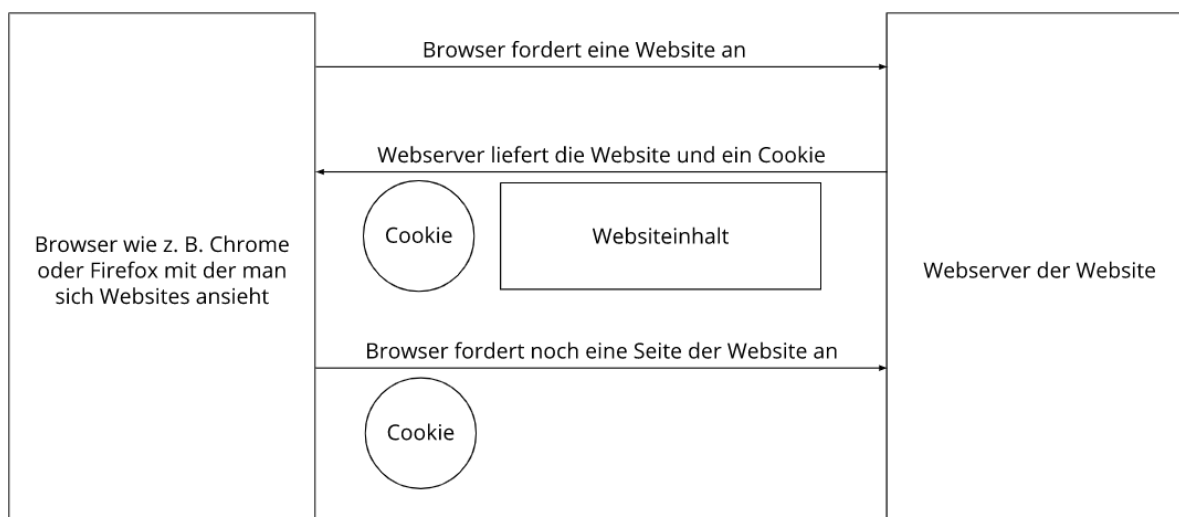 Browser fordert eine Website an
Webserver liefert die Website und ein Cookie
Cookie
Websiteinhalt
Browser wie z. B. Chrome
oder Firefox mit der man
sich Websites ansieht
Webserver der Website
Browser fordert noch eine Seite der Website an
Cookie